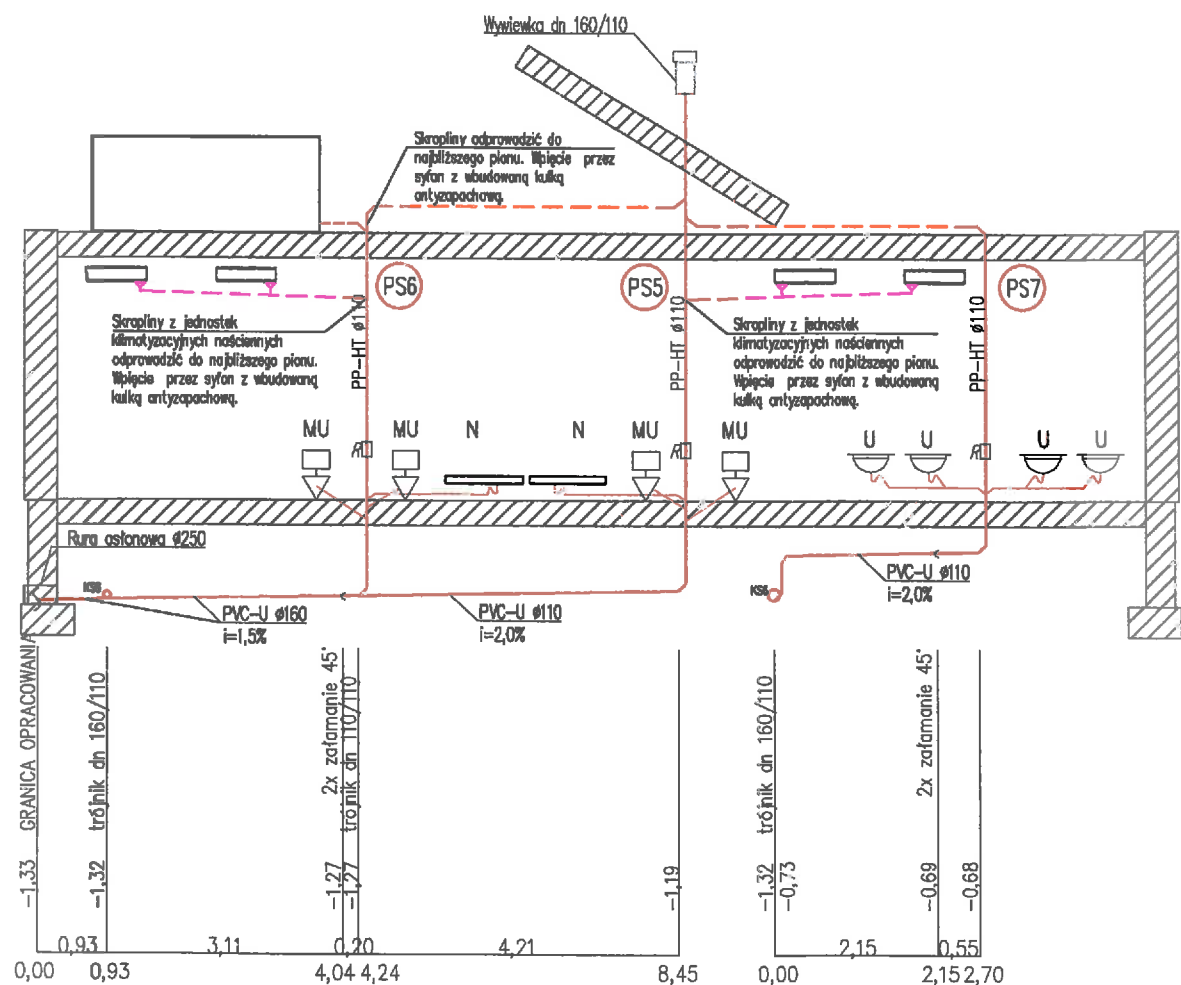 Wywiewka dn 160/110
Skropliny odprowadzić do
najbliższego pionu. Wpięcie przez
syfon z wbudowaną kulką
antyzapachową.
PS6
PS5
PS7
Skropliny z jednostek
klimatyzacyjnych naściennych
odprowadzić do najbliższego pionu.
Wpięcie przez syfon z wbudowaną
kulką antyzapachową.
PP-HT ø110
PP-HT ø110
Skropliny z jednostek
klimatyzacyjnych naściennych
odprowadzić do najbliższego pionu.
Wpięcie przez syfon z wbudowaną
kulką antyzapachową.
PP-HT ø110
MU
R
MU
N
N
MU
R
MU
U
U
R
U
U
Rura osłonowa ø250
KS6
PVC-U ø160
i=1,5%
PVC-U ø110
i=2,0%
KS6
PVC-U ø110
i=2,0%
-1,33 GRANICA OPRACOWANIA
-1,32 trójnik dn 160/110
-1,27 2x załamanie 45°
-1,27 trójnik dn 110/110
-1,19
-1,32 trójnik dn 160/110
-0,73
-0,69 2x załamanie 45°
-0,68
0,93
3,11
0,20
4,21
2,15
0,55
0,00
0,93
4,04
4,24
8,45
0,00
2,15
2,70